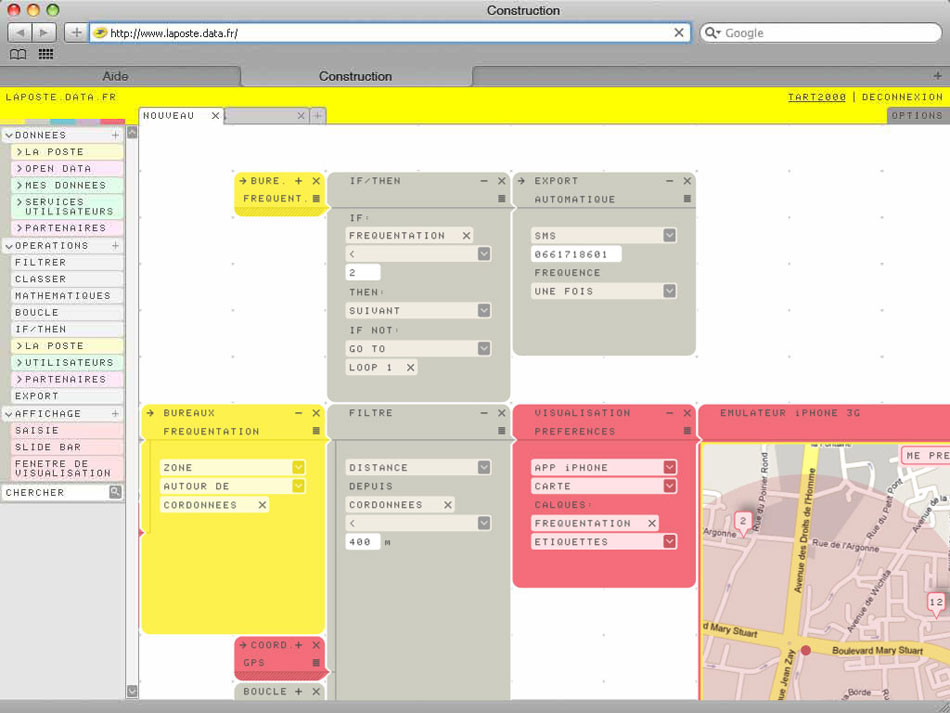 Construction
http://www.laposte.data.fr/
Google
Aide
Construction
LAPOSTE.DATA.FR
TART2000 | DECONNEXION
NOUVEAU
OPTIONS
DONNEES
LA POSTE
OPEN DATA
MES DONNEES
SERVICES
UTILISATEURS
PARTENAIRES
OPERATIONS
FILTRER
CLASSER
MATHEMATIQUES
BOUCLE
IF/THEN
LA POSTE
UTILISATEURS
PARTENAIRES
EXPORT
AFFICHAGE
SAISIE
SLIDE BAR
FENETRE DE
VISUALISATION
CHERCHER
BURE.
FREQUENT.
IF/THEN
IF:
FREQUENTATION
<
2
THEN:
SUIVANT
IF NOT:
GO TO
LOOP 1
EXPORT
AUTOMATIQUE
SMS
0661718601
FREQUENCE
UNE FOIS
BUREAUX
FREQUENTATION
ZONE
AUTOUR DE
CORDONNEES
FILTRE
DISTANCE
DEPUIS
CORDONNEES
<
400 M
VISUALISATION
PREFERENCES
APP iPHONE
CARTE
CALQUES:
FREQUENTATION
ETIQUETTES
EMULATEUR iPHONE 3G
ME PRE
Rue du Poirier Rond
Avenue des Droits de l'Homme
Rue du Petit Pont
Avenue de la
2
Argonne
Rue de l'Argonne
Avenue de Wichita
12
d Mary Stuart
Boulevard Mary Stuart
ue Jean Zay
la Borde
Rue
COORD.
GPS
BOUCLE